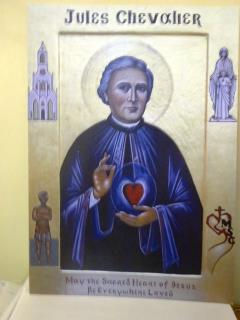 Jules Chevalier
May the Sacred Heart of Jesus
Be Everywhere Loved